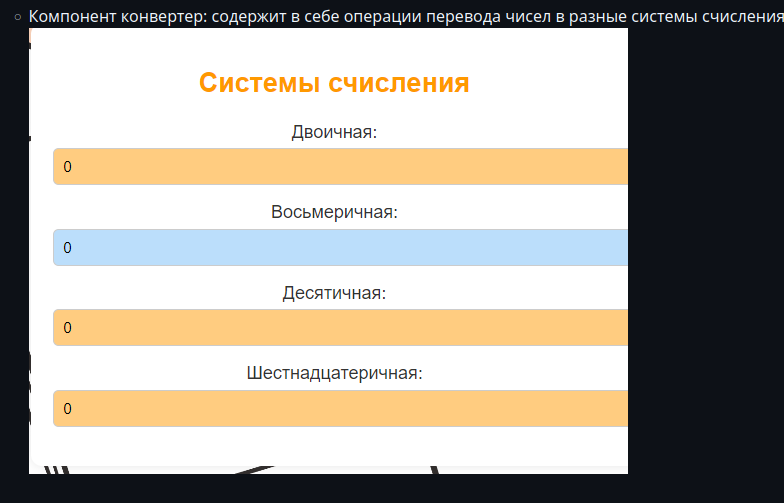 Компонент конвертер: содержит в себе операции перевода чисел в разные системы счисления
Системы счисления
Двоичная:
0
Восьмеричная:
0
Десятичная:
0
Шестнадцатеричная:
0